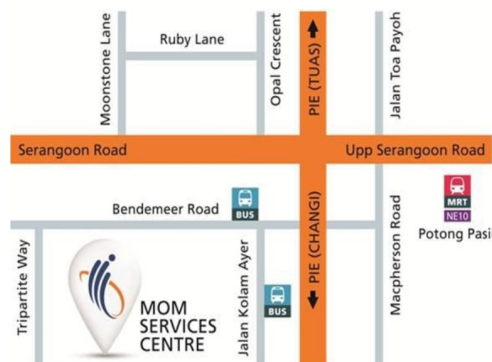 Moonstone Lane
Ruby Lane
Opal Crescent
PIE (TUAS)
Jalan Toa Payoh
Serangoon Road
Upp Serangoon Road
Bendemeer Road
BUS
PIE (CHANGI)
Macpherson Road
MRT
NE10
Potong Pasi
Tripartite Way
MOM
SERVICES
CENTRE
Jalan Kolam Ayer
BUS